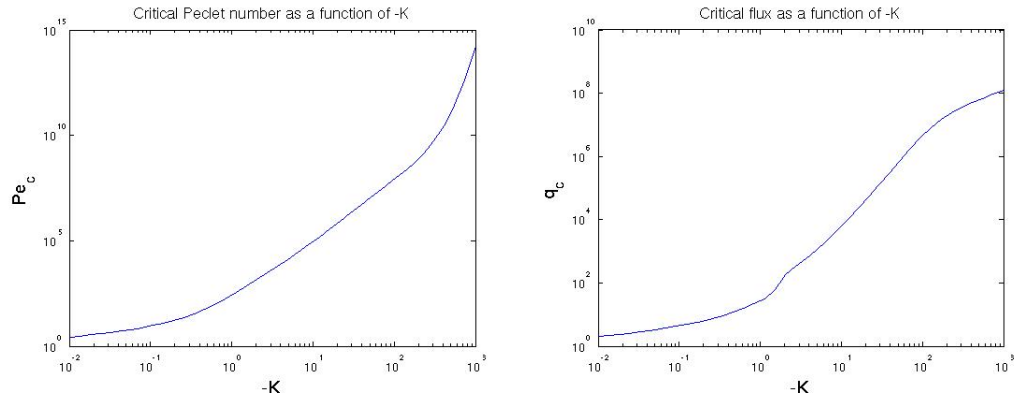 Critical Peclet number as a function of -K
10^15
10^10
10^5
10^0
Pe_c
10^-2 10^-1 10^0 10^1 10^2 10^3
-K
Critical flux as a function of -K
10^10
10^8
10^6
10^4
10^2
10^0
q_c
10^-2 10^-1 10^0 10^1 10^2 10^3
-K